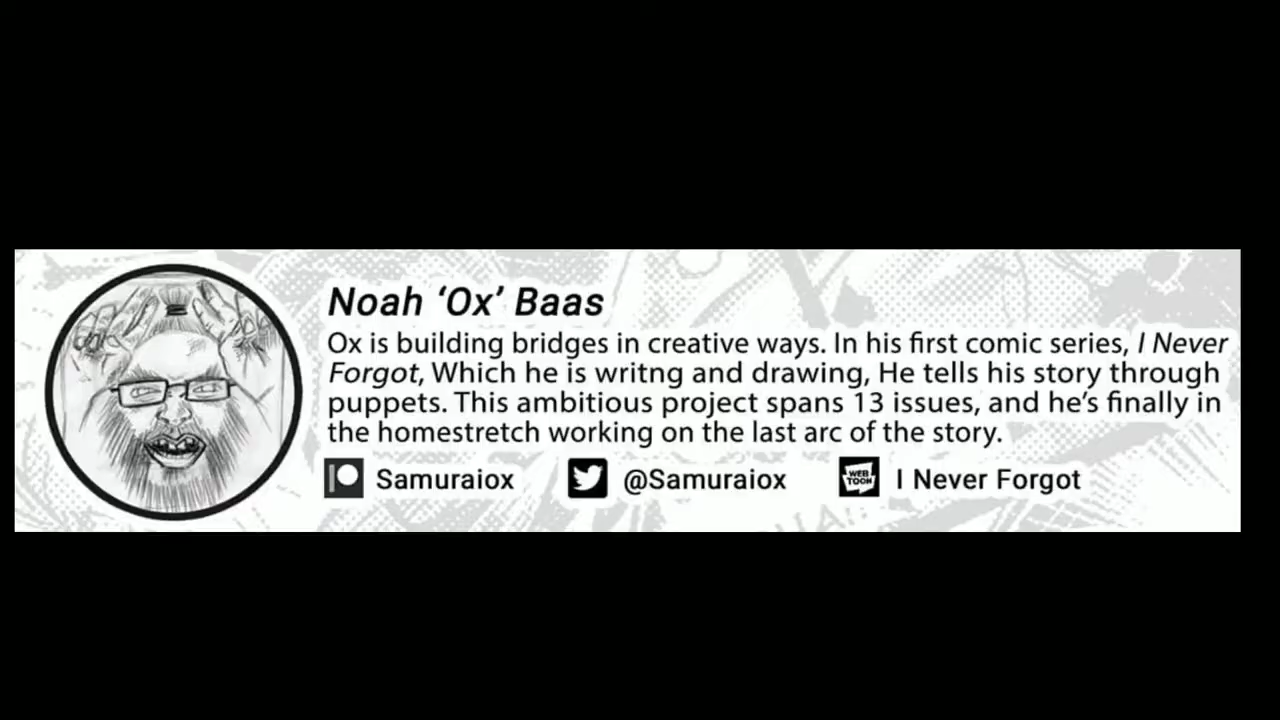 Noah ‘Ox’ Baas
Ox is building bridges in creative ways. In his first comic series, I Never
Forgot, Which he is writng and drawing, He tells his story through
puppets. This ambitious project spans 13 issues, and he’s finally in
the homestretch working on the last arc of the story.
Samuraiox @Samuraiox WEB TOON I Never Forgot